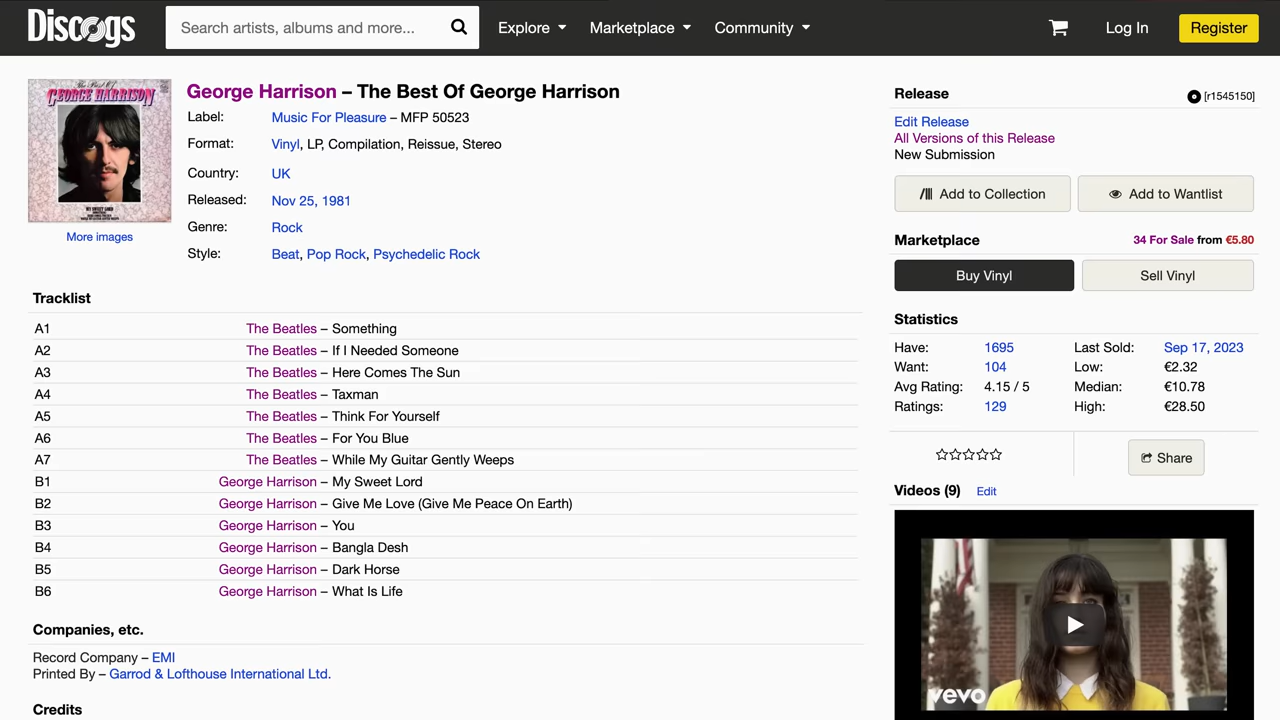 Discogs
Search artists, albums and more...
Explore
Marketplace
Community
Log In
Register
The Best Of
GEORGE HARRISON
MY SWEET LORD
More images
George Harrison – The Best Of George Harrison
Label: Music For Pleasure – MFP 50523
Format: Vinyl, LP, Compilation, Reissue, Stereo
Country: UK
Released: Nov 25, 1981
Genre: Rock
Style: Beat, Pop Rock, Psychedelic Rock
Tracklist
A1 The Beatles – Something
A2 The Beatles – If I Needed Someone
A3 The Beatles – Here Comes The Sun
A4 The Beatles – Taxman
A5 The Beatles – Think For Yourself
A6 The Beatles – For You Blue
A7 The Beatles – While My Guitar Gently Weeps
B1 George Harrison – My Sweet Lord
B2 George Harrison – Give Me Love (Give Me Peace On Earth)
B3 George Harrison – You
B4 George Harrison – Bangla Desh
B5 George Harrison – Dark Horse
B6 George Harrison – What Is Life
Companies, etc.
Record Company – EMI
Printed By – Garrod & Lofthouse International Ltd.
Credits
Release [r1545150]
Edit Release
All Versions of this Release
New Submission
Add to Collection
Add to Wantlist
Marketplace 34 For Sale from €5.80
Buy Vinyl
Sell Vinyl
Statistics
Have: 1695 Last Sold: Sep 17, 2023
Want: 104 Low: €2.32
Avg Rating: 4.15 / 5 Median: €10.78
Ratings: 129 High: €28.50
Share
Videos (9) Edit
vevo